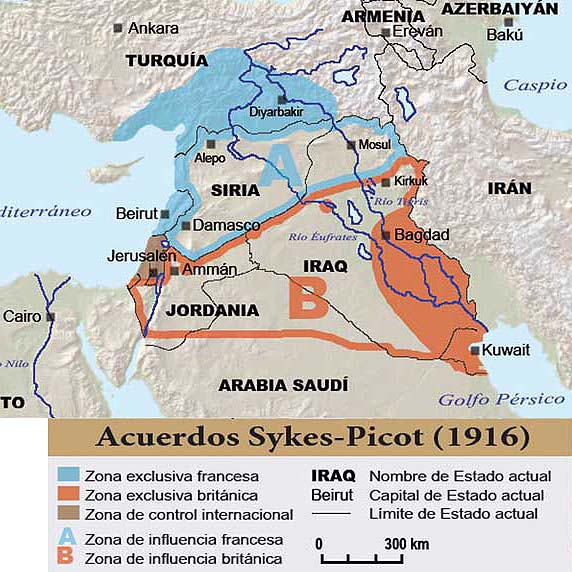 ARMENIA
AZERBAIYÁN
Ankara
Ereván
Bakú
TURQUÍA
Caspio
Diyarbakir
Alepo
Mosul
A
SIRIA
Kirkuk
IRÁN
diterráneo
Beirut
Río Tigris
Damasco
Río Éufrates
Bagdad
Jerusalén
Ammán
IRAQ
B
JORDANIA
Cairo
Kuwait
o Nilo
ARABIA SAUDÍ
Golfo Pérsico
TO
Acuerdos Sykes-Picot (1916)
Zona exclusiva francesa
Zona exclusiva británica
Zona de control internacional
A Zona de influencia francesa
B Zona de influencia británica
IRAQ Nombre de Estado actual
Beirut Capital de Estado actual
Límite de Estado actual
0 300 km